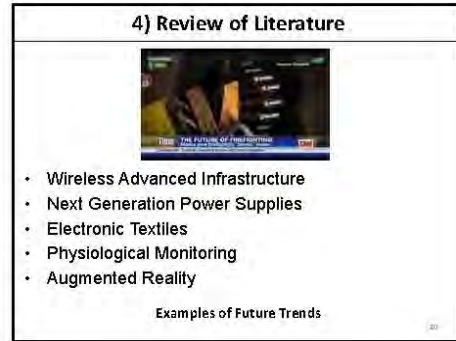 4) Review of Literature
THE FUTURE OF FIREFIGHTING
CNN
• Wireless Advanced Infrastructure
• Next Generation Power Supplies
• Electronic Textiles
• Physiological Monitoring
• Augmented Reality
Examples of Future Trends
20